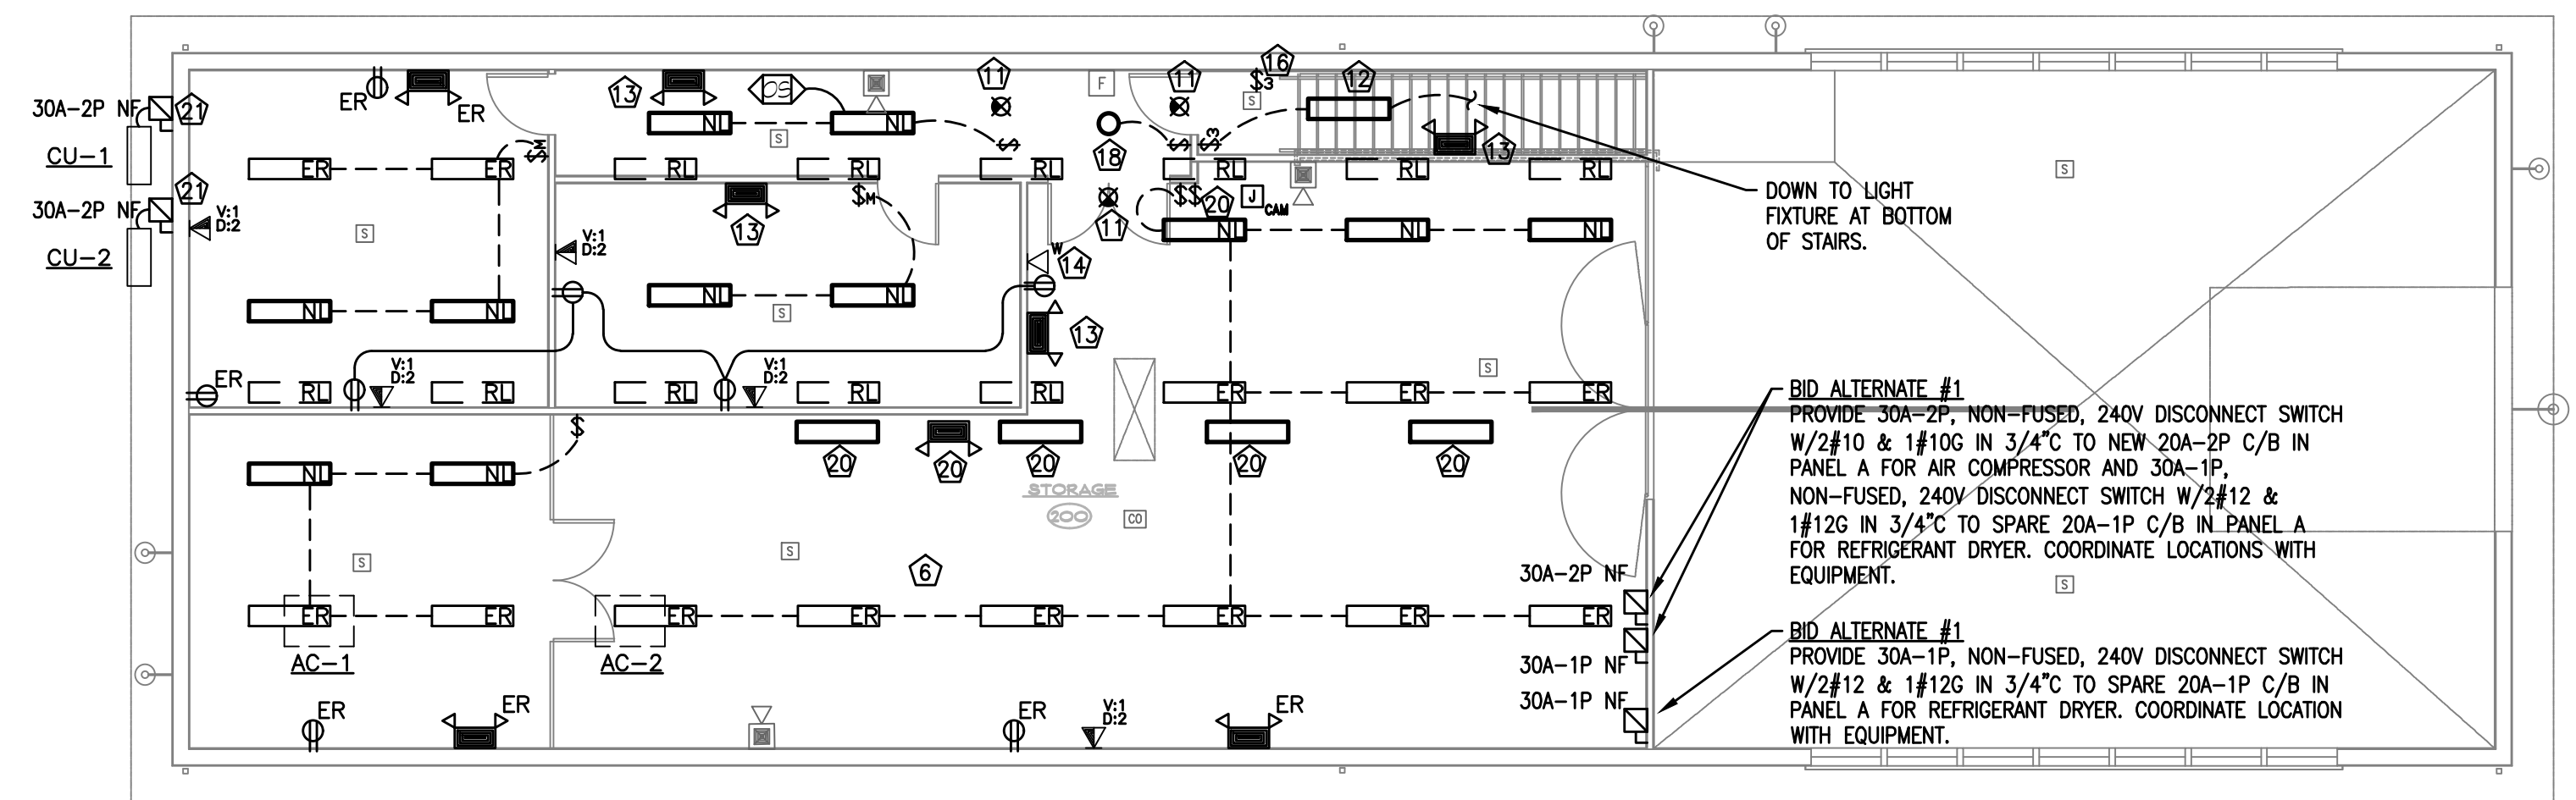 11
11
16
$3
12
13
OS
F
S
30A-2P NF
21
ER
ER
NL
NL
S
$
$
$3
18
13
CU-1
ER
ER
$M
RL
RL
RL
RL
RL
RL
S
DOWN TO LIGHT
FIXTURE AT BOTTOM
OF STAIRS.
21
30A-2P NF
V:1
D:2
$M
$$
20
J
CAM
13
11
NL
NL
NL
S
V:1
D:2
W
14
CU-2
NL
NL
NL
NL
S
13
S
V:1
D:2
V:1
D:2
ER
RL
RL
RL
RL
RL
ER
ER
ER
BID ALTERNATE #1
PROVIDE 30A-2P, NON-FUSED, 240V DISCONNECT SWITCH
W/2#10 & 1#10G IN 3/4"C TO NEW 20A-2P C/B IN
PANEL A FOR AIR COMPRESSOR AND 30A-1P,
NON-FUSED, 240V DISCONNECT SWITCH W/2#12 &
1#12G IN 3/4"C TO SPARE 20A-1P C/B IN PANEL A
FOR REFRIGERANT DRYER. COORDINATE LOCATIONS WITH
EQUIPMENT.
$
20
20
20
20
20
NL
NL
STORAGE
200
CO
S
S
6
30A-2P NF
S
ER
ER
ER
ER
ER
ER
ER
ER
AC-1
AC-2
30A-1P NF
30A-1P NF
BID ALTERNATE #1
PROVIDE 30A-1P, NON-FUSED, 240V DISCONNECT SWITCH
W/2#12 & 1#12G IN 3/4"C TO SPARE 20A-1P C/B IN
PANEL A FOR REFRIGERANT DRYER. COORDINATE LOCATION
WITH EQUIPMENT.
ER
ER
ER
V:1
D:2
ER